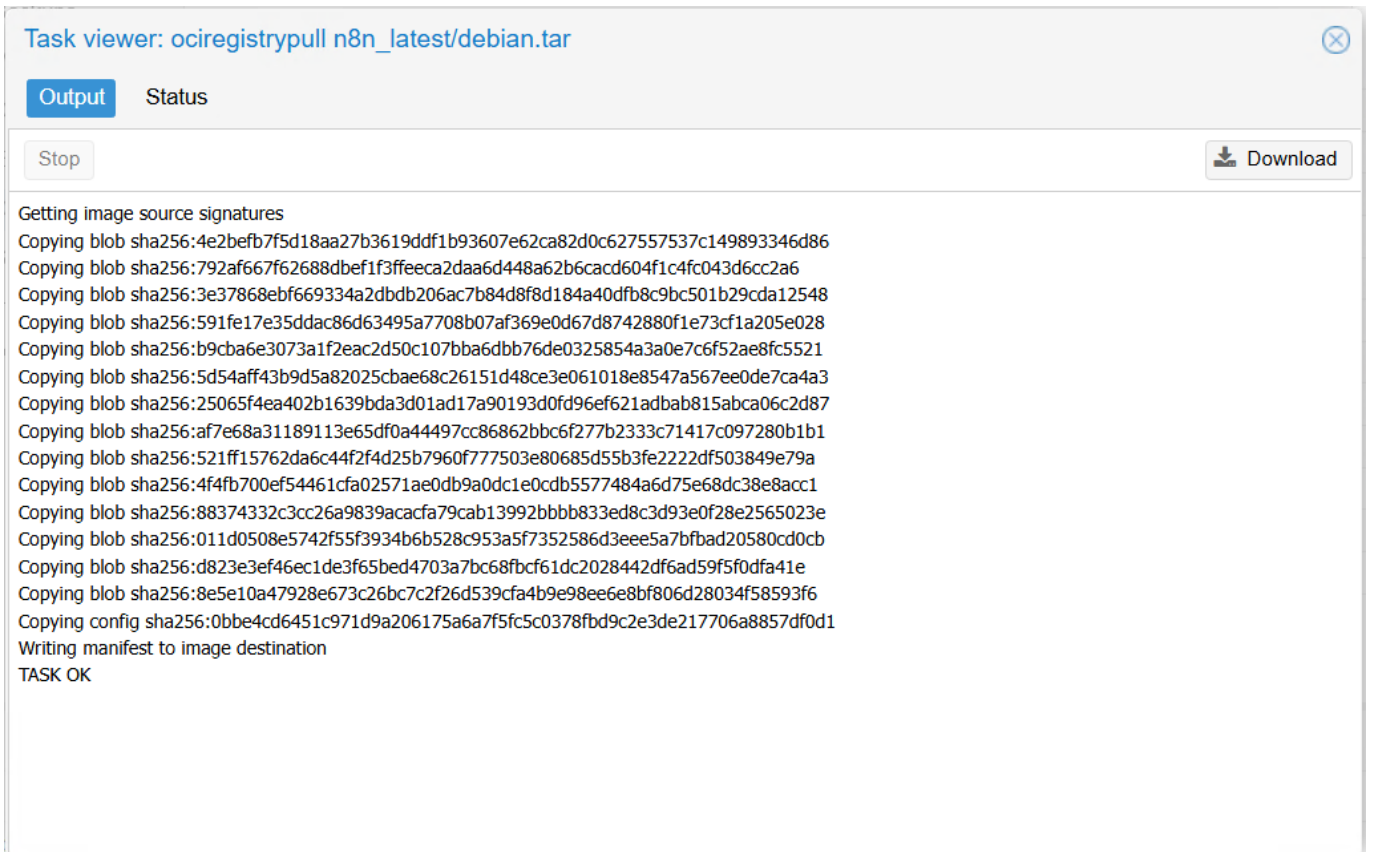 Task viewer: ociregistrypull n8n_latest/debian.tar
Output Status
Stop Download
Getting image source signatures
Copying blob sha256:4e2befb7f5d18aa27b3619ddf1b93607e62ca82d0c627557537c149893346d86
Copying blob sha256:792af667f62688dbef1f3ffeeca2daa6d448a62b6cacd604f1c4fc043d6cc2a6
Copying blob sha256:3e37868ebf669334a2dbdb206ac7b84d8f8d184a40dfb8c9bc501b29cda12548
Copying blob sha256:591fe17e35ddac86d63495a7708b07af369e0d67d8742880f1e73cf1a205e028
Copying blob sha256:b9cba6e3073a1f2eac2d50c107bba6dbb76de0325854a3a0e7c6f52ae8fc5521
Copying blob sha256:5d54aff43b9d5a82025cbae68c26151d48ce3e061018e8547a567ee0de7ca4a3
Copying blob sha256:25065f4ea402b1639bda3d01ad17a90193d0fd96ef621adbab815abca06c2d87
Copying blob sha256:af7e68a31189113e65df0a44497cc86862bbc6f277b2333c71417c097280b1b1
Copying blob sha256:521ff15762da6c44f2f4d25b7960f777503e80685d55b3fe2222df503849e79a
Copying blob sha256:4f4fb700ef54461cfa02571ae0db9a0dc1e0cdb5577484a6d75e68dc38e8acc1
Copying blob sha256:88374332c3cc26a9839acacfa79cab13992bbbb833ed8c3d93e0f28e2565023e
Copying blob sha256:011d0508e5742f55f3934b6b528c953a5f7352586d3eee5a7bfbad20580cd0cb
Copying blob sha256:d823e3ef46ec1de3f65bed4703a7bc68fbcf61dc2028442df6ad59f5f0dfa41e
Copying blob sha256:8e5e10a47928e673c26bc7c2f26d539cfa4b9e98ee6e8bf806d28034f58593f6
Copying config sha256:0bbe4cd6451c971d9a206175a6a7f5fc5c0378fbd9c2e3de217706a8857df0d1
Writing manifest to image destination
TASK OK